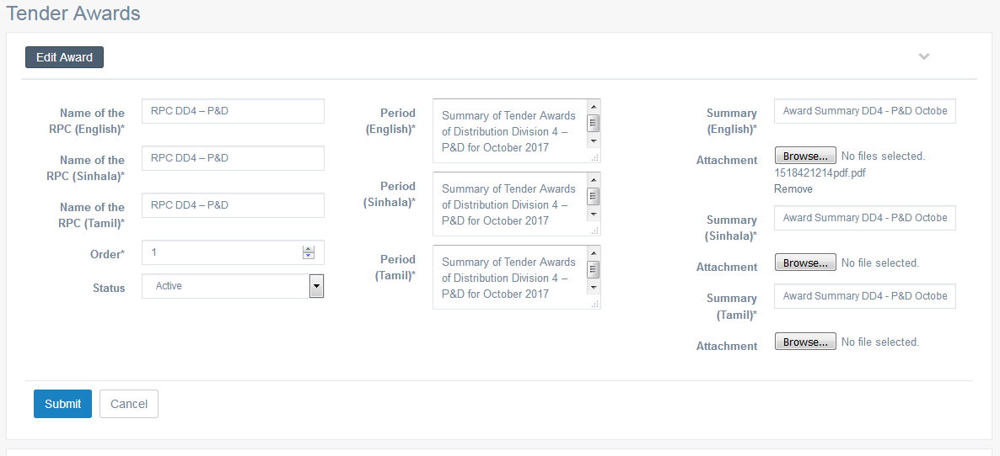 Tender Awards
Edit Award
Name of the
RPC (English)*
RPC DD4 – P&D
Name of the
RPC (Sinhala)*
RPC DD4 – P&D
Name of the
RPC (Tamil)*
RPC DD4 – P&D
Order*
1
Status
Active
Period
(English)*
Summary of Tender Awards
of Distribution Division 4 –
P&D for October 2017
Period
(Sinhala)*
Summary of Tender Awards
of Distribution Division 4 –
P&D for October 2017
Period
(Tamil)*
Summary of Tender Awards
of Distribution Division 4 –
P&D for October 2017
Summary
(English)*
Award Summary DD4 - P&D Octobe
Attachment
Browse... No files selected.
1518421214pdf.pdf
Remove
Summary
(Sinhala)*
Award Summary DD4 - P&D Octobe
Attachment
Browse... No file selected.
Summary
(Tamil)*
Award Summary DD4 - P&D Octobe
Attachment
Browse... No file selected.
Submit
Cancel